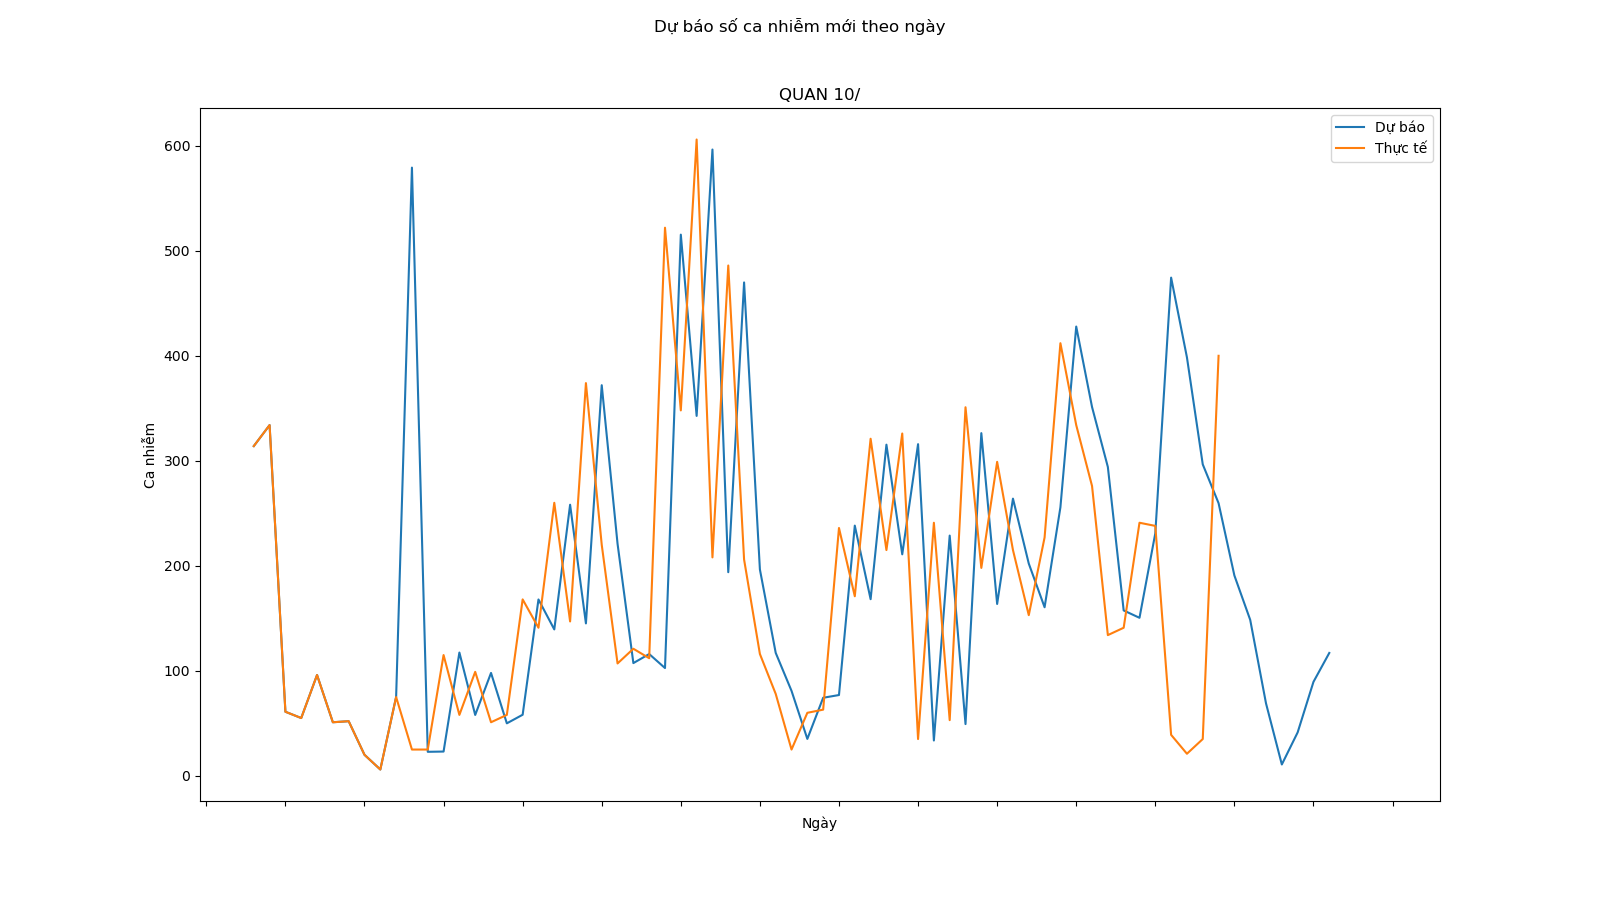 Dự báo số ca nhiễm mới theo ngày
QUAN 10/
Dự báo
Thực tế
600
500
400
300
200
100
0
Ca nhiễm
Ngày